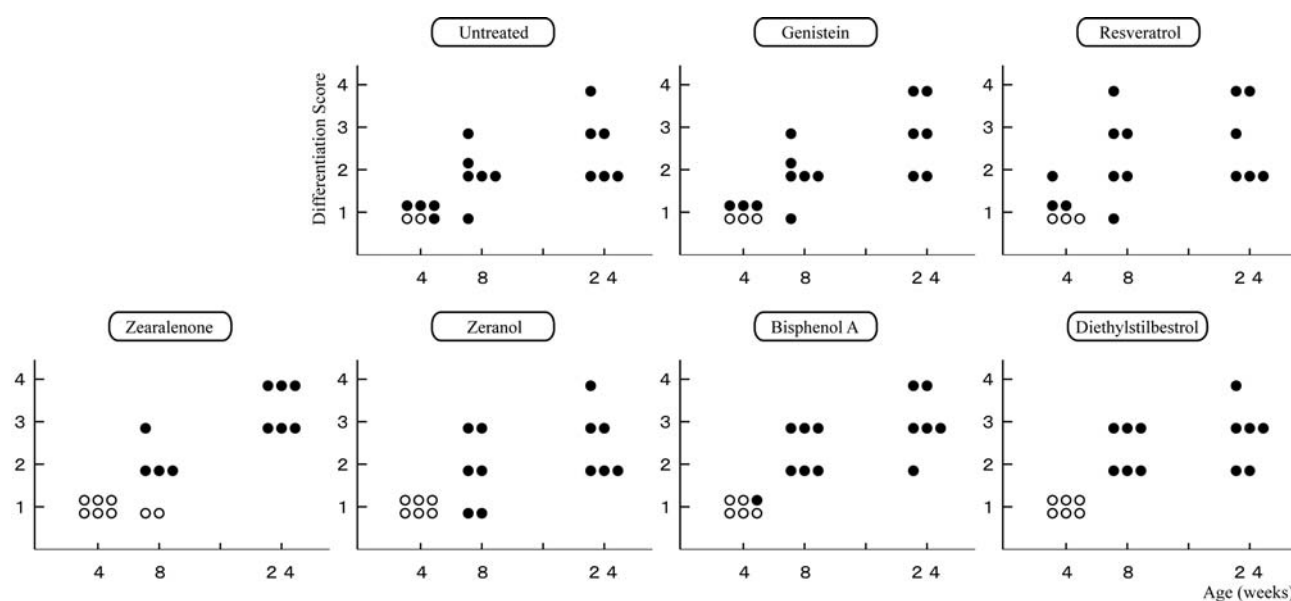 Untreated
Genistein
Resveratrol
Differentiation Score
4
3
2
1
4 8 2 4
4
3
2
1
4 8 2 4
4
3
2
1
4 8 2 4
Zearalenone
Zeranol
Bisphenol A
Diethylstilbestrol
4
3
2
1
4 8 2 4
4
3
2
1
4 8 2 4
4
3
2
1
4 8 2 4
4
3
2
1
4 8 2 4
Age (weeks)